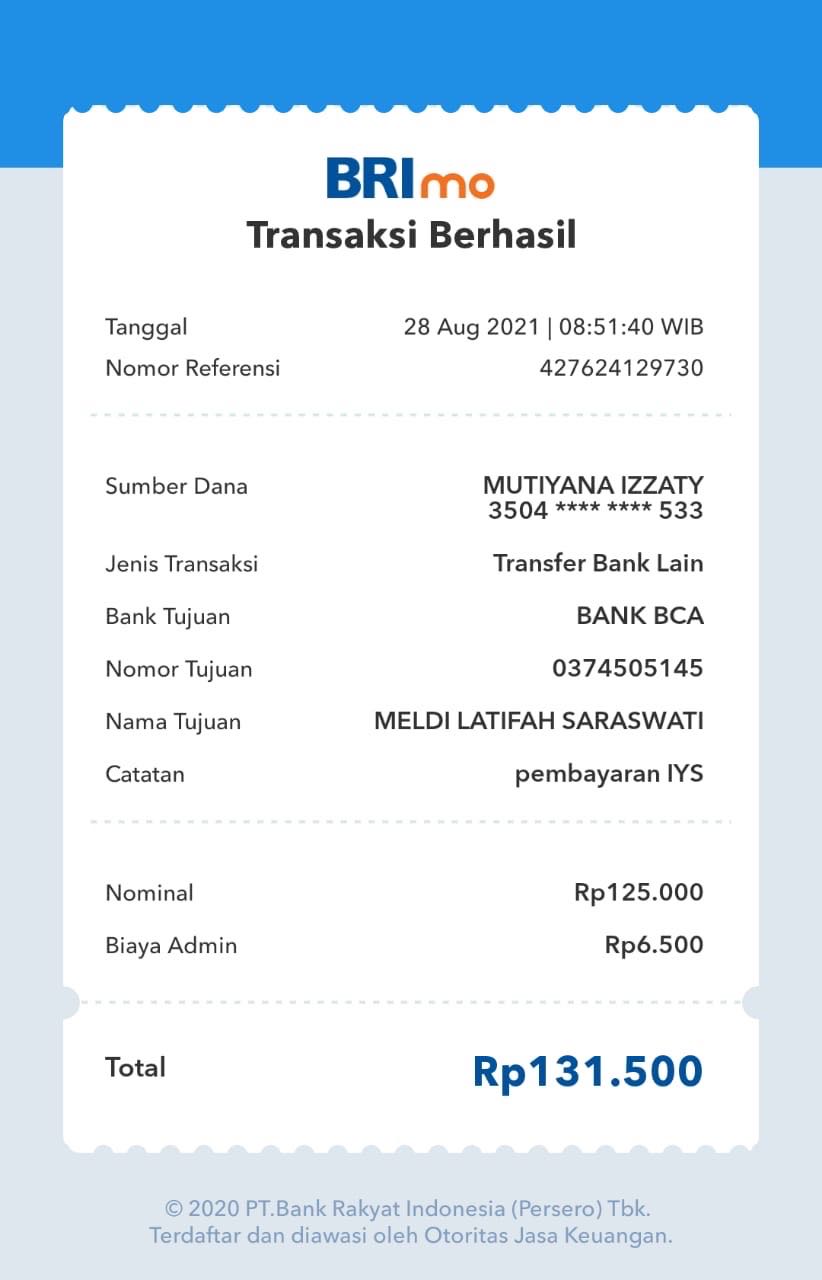 BRImo
Transaksi Berhasil
Tanggal 28 Aug 2021 | 08:51:40 WIB
Nomor Referensi 427624129730
Sumber Dana MUTIYANA IZZATY
3504 **** **** 533
Jenis Transaksi Transfer Bank Lain
Bank Tujuan BANK BCA
Nomor Tujuan 0374505145
Nama Tujuan MELDI LATIFAH SARASWATI
Catatan pembayaran IYS
Nominal Rp125.000
Biaya Admin Rp6.500
Total Rp131.500
© 2020 PT.Bank Rakyat Indonesia (Persero) Tbk.
Terdaftar dan diawasi oleh Otoritas Jasa Keuangan.